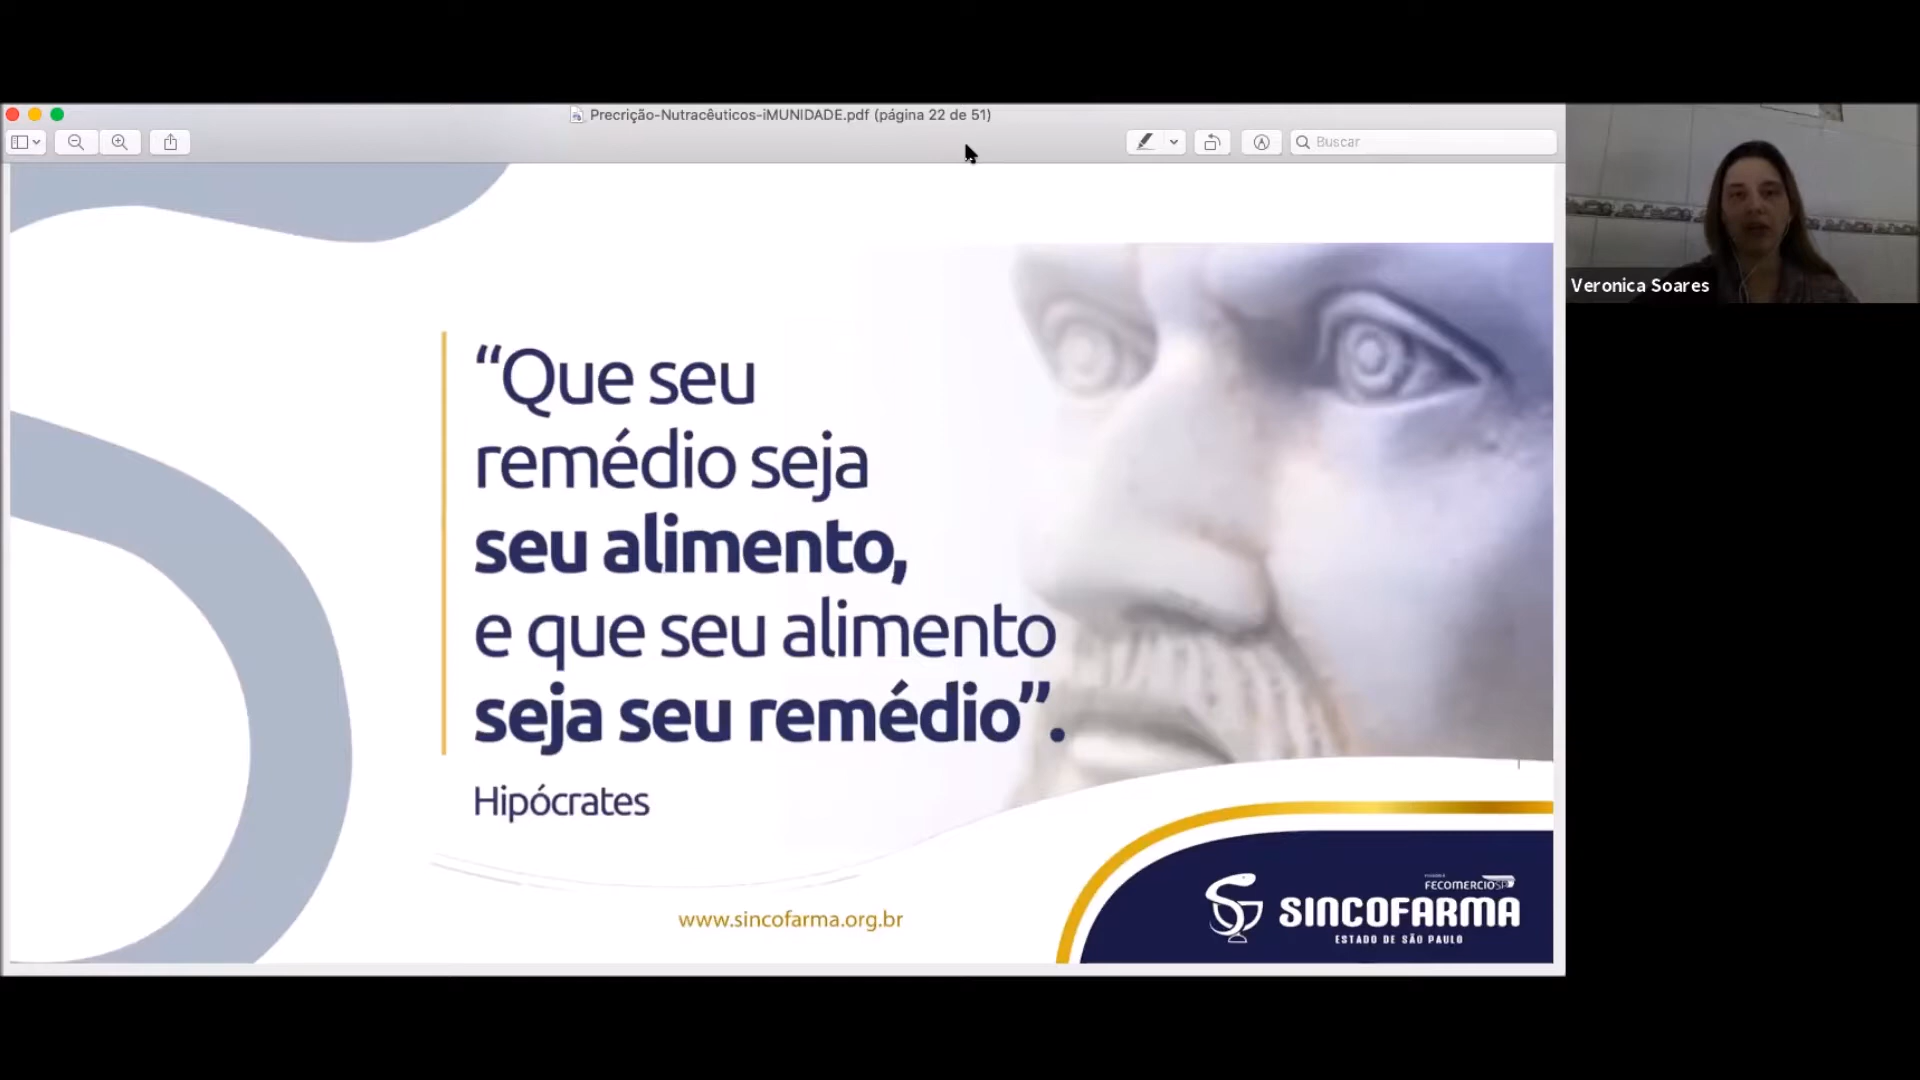 Precrição-Nutracêuticos-iMUNIDADE.pdf (página 22 de 51)
Buscar
Veronica Soares
“Que seu
remédio seja
seu alimento,
e que seu alimento
seja seu remédio”.
Hipócrates
www.sincofarma.org.br
FECOMERCIO
SINCOFARMA
ESTADO DE SÃO PAULO